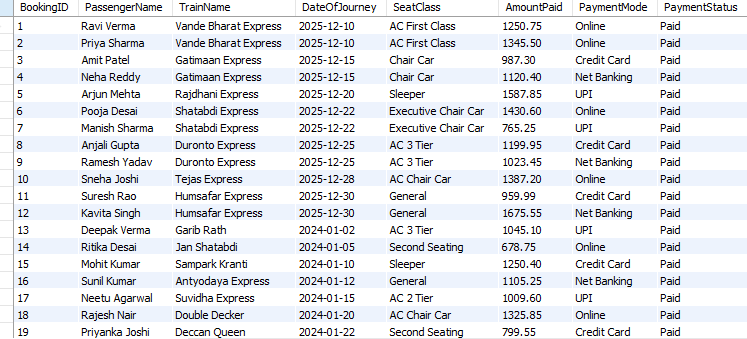 BookingID PassengerName TrainName DateOfJourney SeatClass AmountPaid PaymentMode PaymentStatus
1 Ravi Verma Vande Bharat Express 2025-12-10 AC First Class 1250.75 Online Paid
2 Priya Sharma Vande Bharat Express 2025-12-10 AC First Class 1345.50 Online Paid
3 Amit Patel Gatimaan Express 2025-12-15 Chair Car 987.30 Credit Card Paid
4 Neha Reddy Gatimaan Express 2025-12-15 Chair Car 1120.40 Net Banking Paid
5 Arjun Mehta Rajdhani Express 2025-12-20 Sleeper 1587.85 UPI Paid
6 Pooja Desai Shatabdi Express 2025-12-22 Executive Chair Car 1430.60 Online Paid
7 Manish Sharma Shatabdi Express 2025-12-22 Executive Chair Car 765.25 UPI Paid
8 Anjali Gupta Duronto Express 2025-12-25 AC 3 Tier 1199.95 Credit Card Paid
9 Ramesh Yadav Duronto Express 2025-12-25 AC 3 Tier 1023.45 Net Banking Paid
10 Sneha Joshi Tejas Express 2025-12-28 AC Chair Car 1387.20 Online Paid
11 Suresh Rao Humsafar Express 2025-12-30 General 959.99 Credit Card Paid
12 Kavita Singh Humsafar Express 2025-12-30 General 1675.55 Net Banking Paid
13 Deepak Verma Garib Rath 2024-01-02 AC 3 Tier 1045.10 UPI Paid
14 Ritika Desai Jan Shatabdi 2024-01-05 Second Seating 678.75 Online Paid
15 Mohit Kumar Sampark Kranti 2024-01-10 Sleeper 1250.40 Credit Card Paid
16 Sunil Kumar Antyodaya Express 2024-01-12 General 1105.25 Net Banking Paid
17 Neetu Agarwal Suvidha Express 2024-01-15 AC 2 Tier 1009.60 UPI Paid
18 Rajesh Nair Double Decker 2024-01-20 AC Chair Car 1325.85 Online Paid
19 Priyanka Joshi Deccan Queen 2024-01-22 Second Seating 799.55 Credit Card Paid